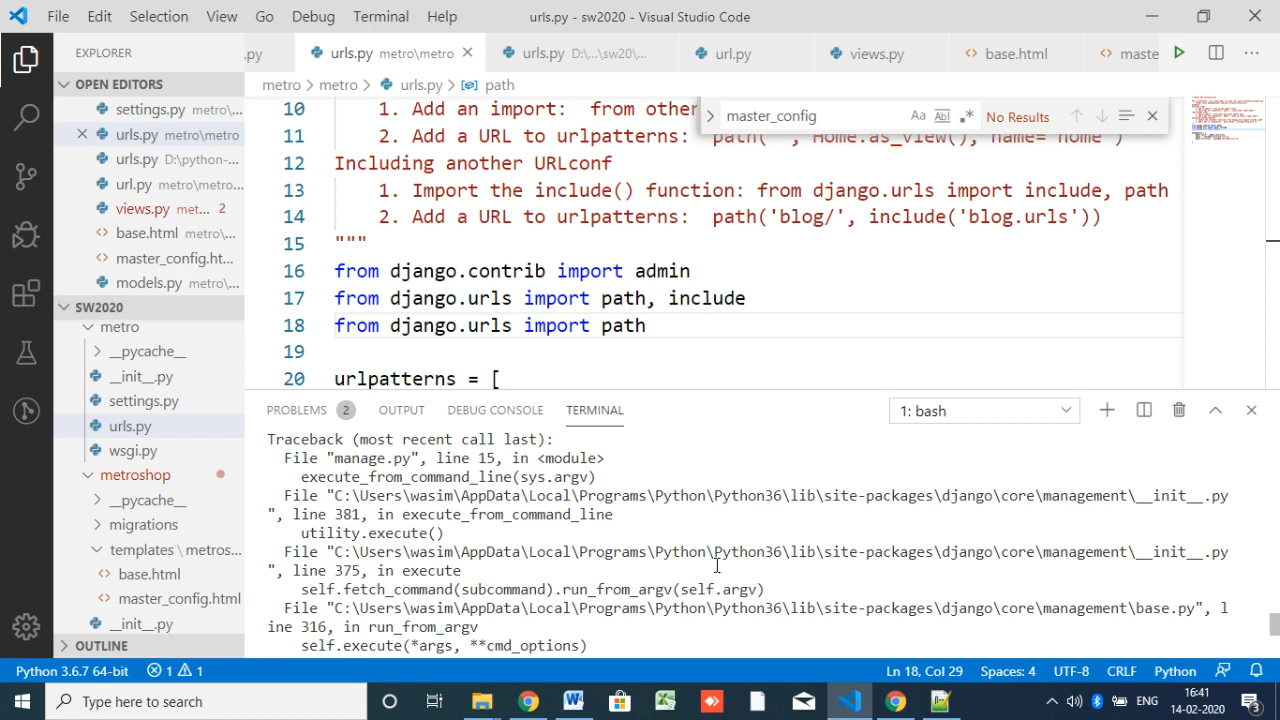 File Edit Selection View Go Debug Terminal Help urls.py - sw2020 - Visual Studio Code
EXPLORER
.py urls.py metro\metro urls.py D:\...\sw20\... url.py views.py base.html maste
OPEN EDITORS
metro > metro > urls.py > path
settings.py metro\...
urls.py metro\metro
urls.py D:\python-...
url.py metro\...
views.py met... 2
base.html metro\...
master_config.ht...
models.py metro\...
SW2020
metro
__pycache__
__init__.py
settings.py
urls.py
wsgi.py
metroshop
__pycache__
migrations
templates \ metros...
base.html
master_config.html
__init__.py
OUTLINE
master_config Aa Abl No Results
10 1. Add an import: from other
11 2. Add a URL to urlpatterns: path('', Home.as_view(), name='home')
12 Including another URLconf
13 1. Import the include() function: from django.urls import include, path
14 2. Add a URL to urlpatterns: path('blog/', include('blog.urls'))
15 """
16 from django.contrib import admin
17 from django.urls import path, include
18 from django.urls import path
19
20 urlpatterns = [
PROBLEMS 2 OUTPUT DEBUG CONSOLE TERMINAL 1: bash
Traceback (most recent call last):
File "manage.py", line 15, in <module>
execute_from_command_line(sys.argv)
File "C:\Users\wasim\AppData\Local\Programs\Python\Python36\lib\site-packages\django\core\management\__init__.py
", line 381, in execute_from_command_line
utility.execute()
File "C:\Users\wasim\AppData\Local\Programs\Python\Python36\lib\site-packages\django\core\management\__init__.py
", line 375, in execute
self.fetch_command(subcommand).run_from_argv(self.argv)
File "C:\Users\wasim\AppData\Local\Programs\Python\Python36\lib\site-packages\django\core\management\base.py", l
ine 316, in run_from_argv
self.execute(*args, **cmd_options)
Python 3.6.7 64-bit 1 1 Ln 18, Col 29 Spaces: 4 UTF-8 CRLF Python
Type here to search ENG 16:41
14-02-2020 3